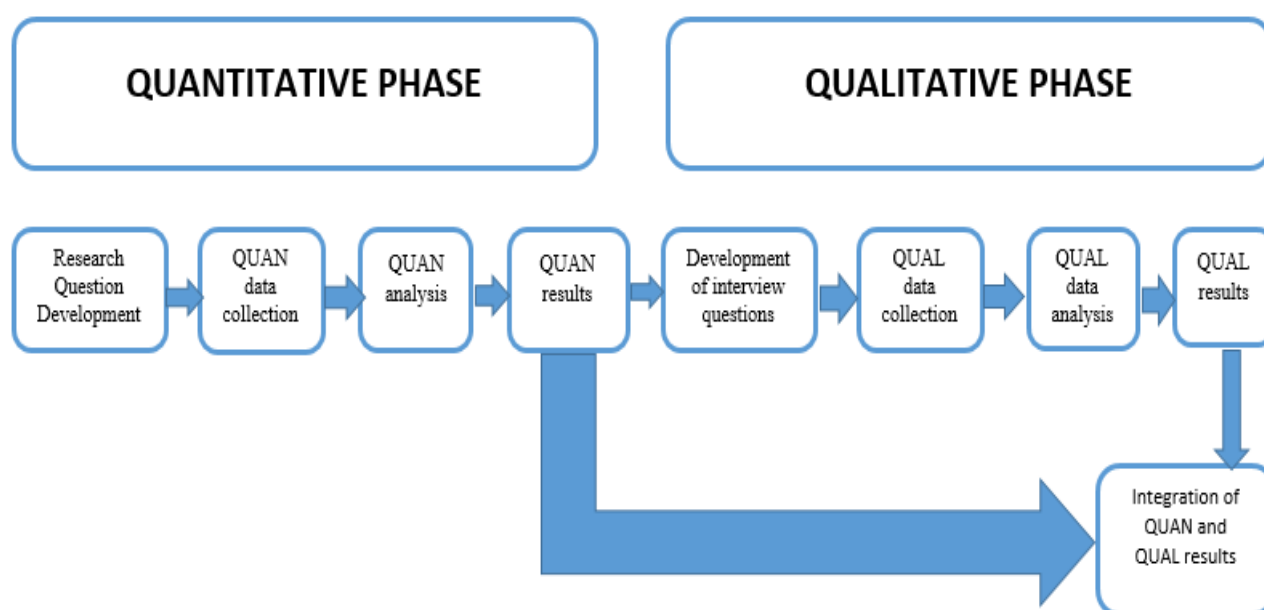 QUANTITATIVE PHASE
QUALITATIVE PHASE
Research
Question
Development
QUAN
data
collection
QUAN
analysis
QUAN
results
Development
of interview
questions
QUAL
data
collection
QUAL
data
analysis
QUAL
results
Integration of
QUAN and
QUAL results